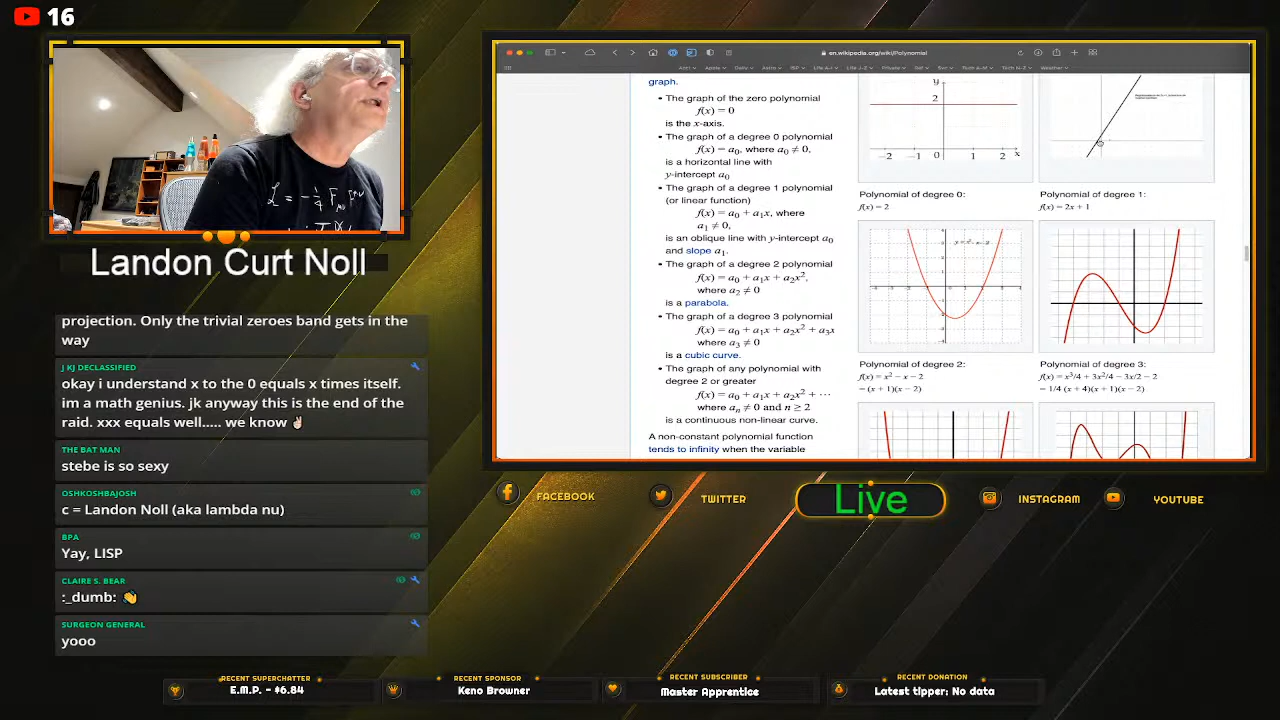 16
Landon Curt Noll
projection. Only the trivial zeroes band gets in the
way
J KJ DECLASSIFIED
okay i understand x to the 0 equals x times itself.
im a math genius. jk anyway this is the end of the
raid. xxx equals well..... we know ✌🏻
THE BAT MAN
stebe is so sexy
OSHKOSHBAJOSH
c = Landon Noll (aka lambda nu)
BPA
Yay, LISP
CLAIRE S. BEAR
:_dumb: 👏
SURGEON GENERAL
yooo
en.wikipedia.org/wiki/Polynomial
graph.
• The graph of the zero polynomial
f(x) = 0
is the x-axis.
• The graph of a degree 0 polynomial
f(x) = a₀, where a₀ ≠ 0,
is a horizontal line with
y-intercept a₀
• The graph of a degree 1 polynomial
(or linear function)
f(x) = a₀ + a₁x, where
a₁ ≠ 0,
is an oblique line with y-intercept a₀
and slope a₁.
• The graph of a degree 2 polynomial
f(x) = a₀ + a₁x + a₂x²,
where a₂ ≠ 0
is a parabola.
• The graph of a degree 3 polynomial
f(x) = a₀ + a₁x + a₂x² + a₃x
where a₃ ≠ 0
is a cubic curve.
• The graph of any polynomial with
degree 2 or greater
f(x) = a₀ + a₁x + a₂x² + ⋯
where aₙ ≠ 0 and n ≥ 2
is a continuous non-linear curve.
A non-constant polynomial function
tends to infinity when the variable
y
2
−2 −1 0 1 2 x
Polynomial of degree 0:
f(x) = 2
Polynomial of degree 1:
f(x) = 2x + 1
Polynomial of degree 2:
f(x) = x² − x − 2
= (x + 1)(x − 2)
Polynomial of degree 3:
f(x) = x³/4 + 3x²/4 − 3x/2 − 2
= 1/4 (x + 4)(x + 1)(x − 2)
FACEBOOK
TWITTER
Live
INSTAGRAM
YOUTUBE
RECENT SUPERCHATTER
E.M.P. - $6.84
RECENT SPONSOR
Keno Browner
RECENT SUBSCRIBER
Master Apprentice
RECENT DONATION
Latest tipper: No data